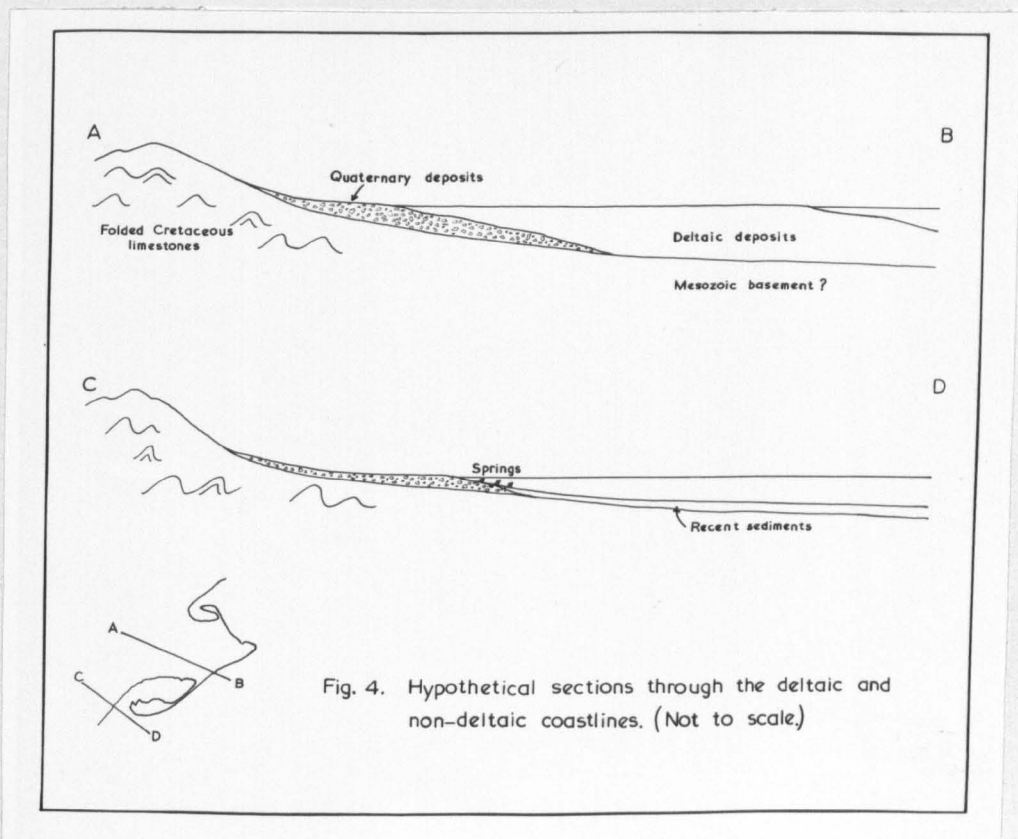 A
B
Quaternary deposits
Folded Cretaceous
limestones
Deltaic deposits
Mesozoic basement ?
C
D
Springs
Recent sediments
A
B
C
D
Fig. 4. Hypothetical sections through the deltaic and
non-deltaic coastlines. (Not to scale.)